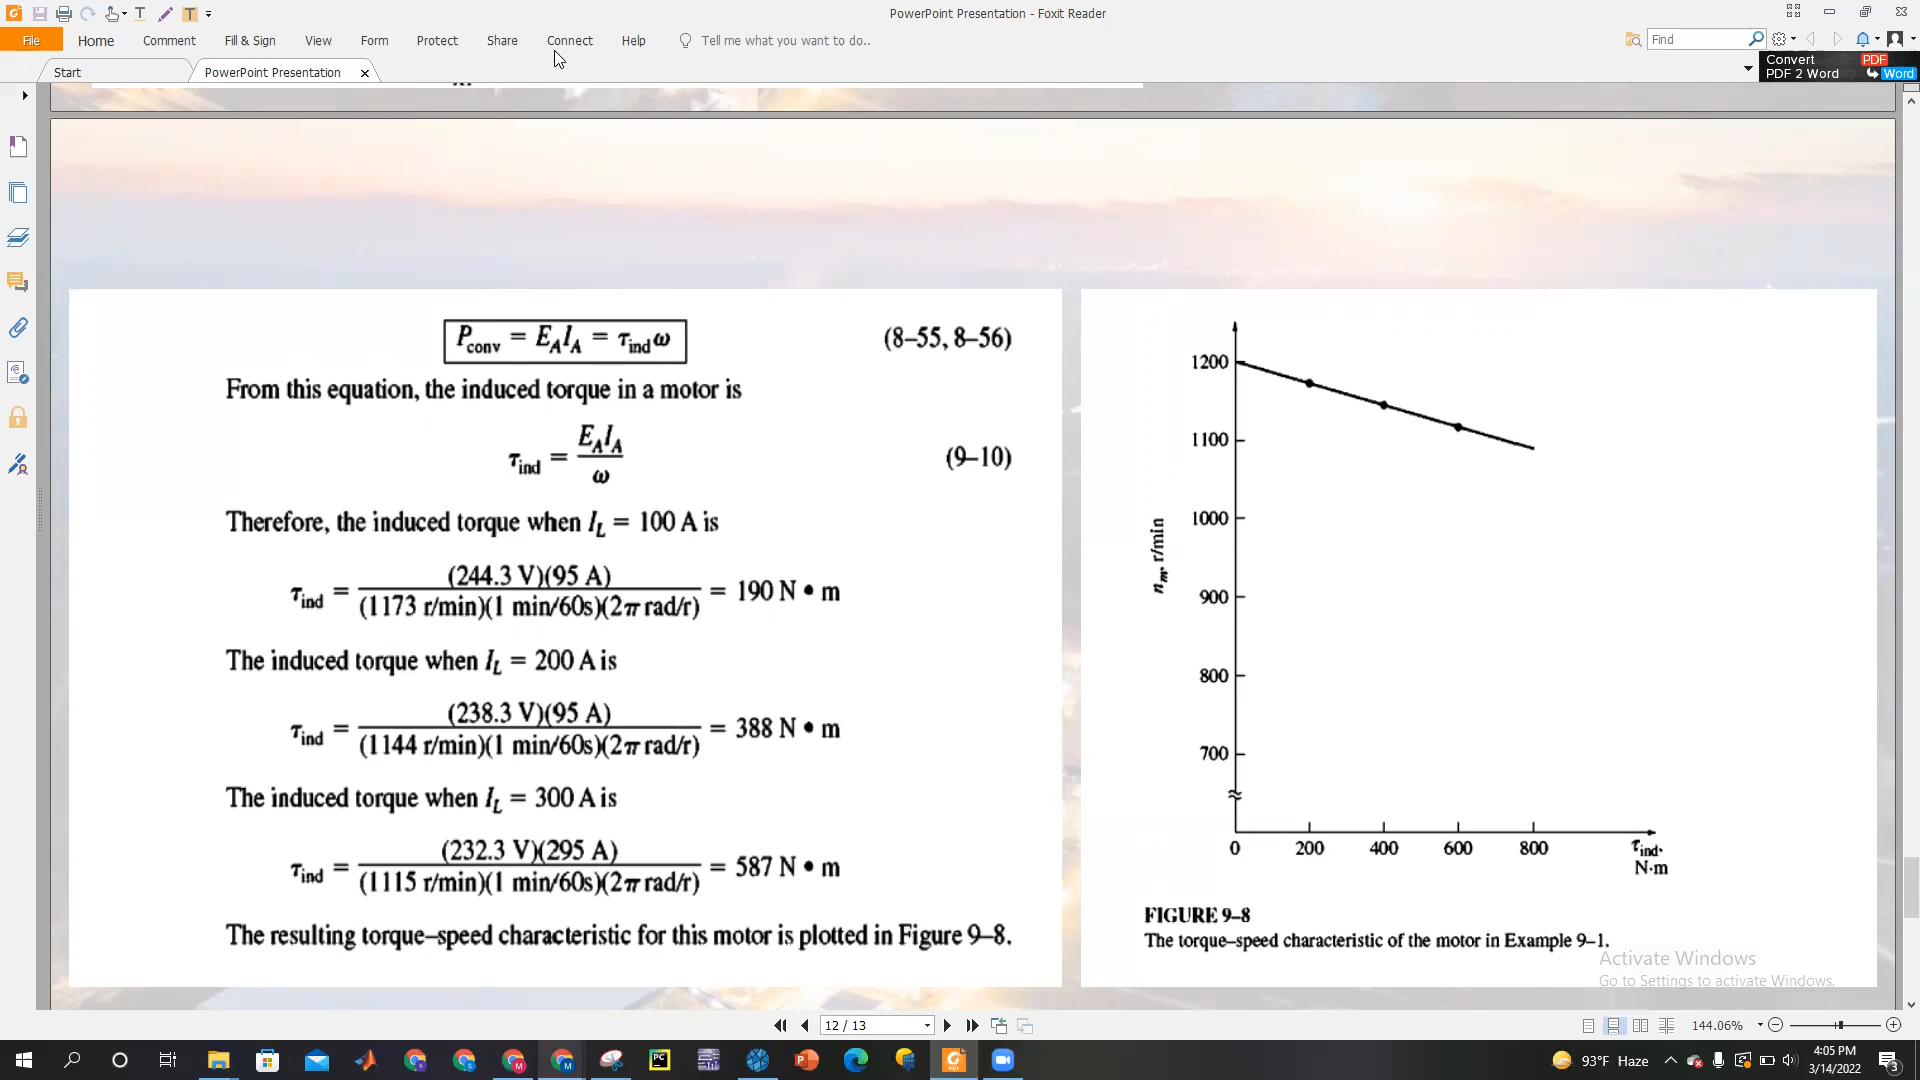 PowerPoint Presentation - Foxit Reader
File Home Comment Fill & Sign View Form Protect Share Connect Help Tell me what you want to do.. Find
Start PowerPoint Presentation
Convert PDF
PDF 2 Word Word
P_conv = E_A I_A = τ_ind ω (8–55, 8–56)
From this equation, the induced torque in a motor is
τ_ind = E_A I_A / ω (9–10)
Therefore, the induced torque when I_L = 100 A is
τ_ind = (244.3 V)(95 A) / (1173 r/min)(1 min/60s)(2π rad/r) = 190 N • m
The induced torque when I_L = 200 A is
τ_ind = (238.3 V)(95 A) / (1144 r/min)(1 min/60s)(2π rad/r) = 388 N • m
The induced torque when I_L = 300 A is
τ_ind = (232.3 V)(295 A) / (1115 r/min)(1 min/60s)(2π rad/r) = 587 N • m
The resulting torque–speed characteristic for this motor is plotted in Figure 9–8.
1200
1100
1000
900
800
700
n_m, r/min
0 200 400 600 800
τ_ind,
N·m
FIGURE 9–8
The torque–speed characteristic of the motor in Example 9–1.
Activate Windows
Go to Settings to activate Windows.
12 / 13
144.06%
93°F Haze
4:05 PM
3/14/2022
3